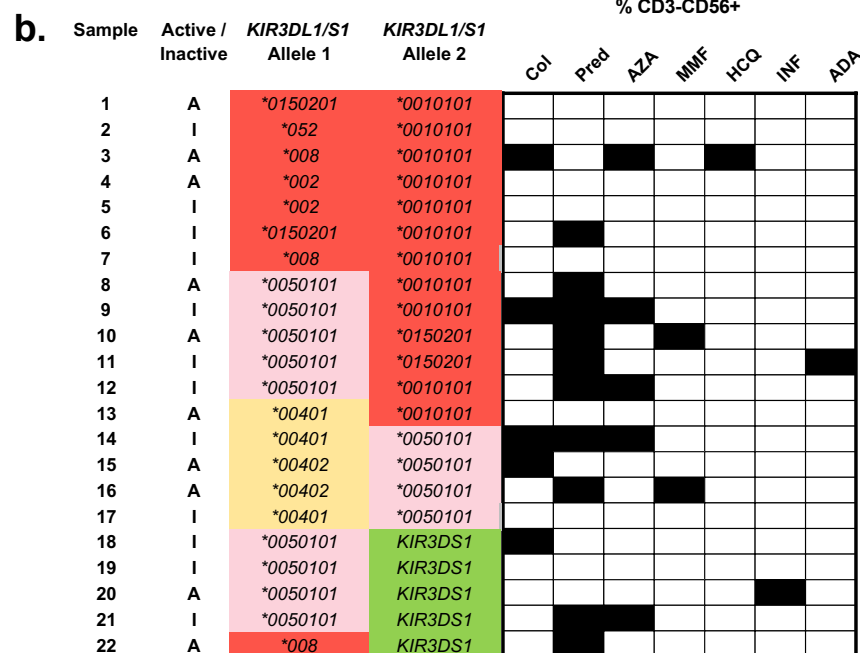 % CD3-CD56+
b.
Sample Active / Inactive KIR3DL1/S1 Allele 1 KIR3DL1/S1 Allele 2 Col Pred AZA MMF HCQ INF ADA
1 A *0150201 *0010101
2 I *052 *0010101
3 A *008 *0010101
4 A *002 *0010101
5 I *002 *0010101
6 I *0150201 *0010101
7 I *008 *0010101
8 A *0050101 *0010101
9 I *0050101 *0010101
10 A *0050101 *0150201
11 I *0050101 *0150201
12 I *0050101 *0010101
13 A *00401 *0010101
14 I *00401 *0050101
15 A *00402 *0050101
16 A *00402 *0050101
17 I *00401 *0050101
18 I *0050101 KIR3DS1
19 I *0050101 KIR3DS1
20 A *0050101 KIR3DS1
21 I *0050101 KIR3DS1
22 A *008 KIR3DS1